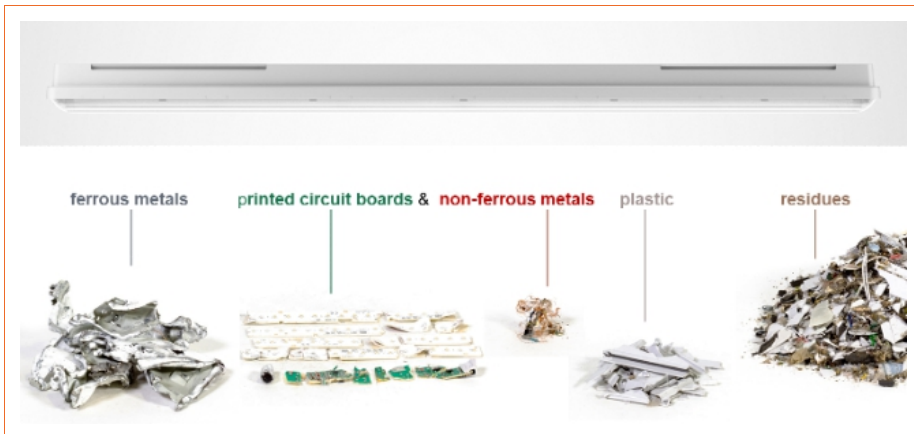 ferrous metals printed circuit boards & non-ferrous metals plastic residues